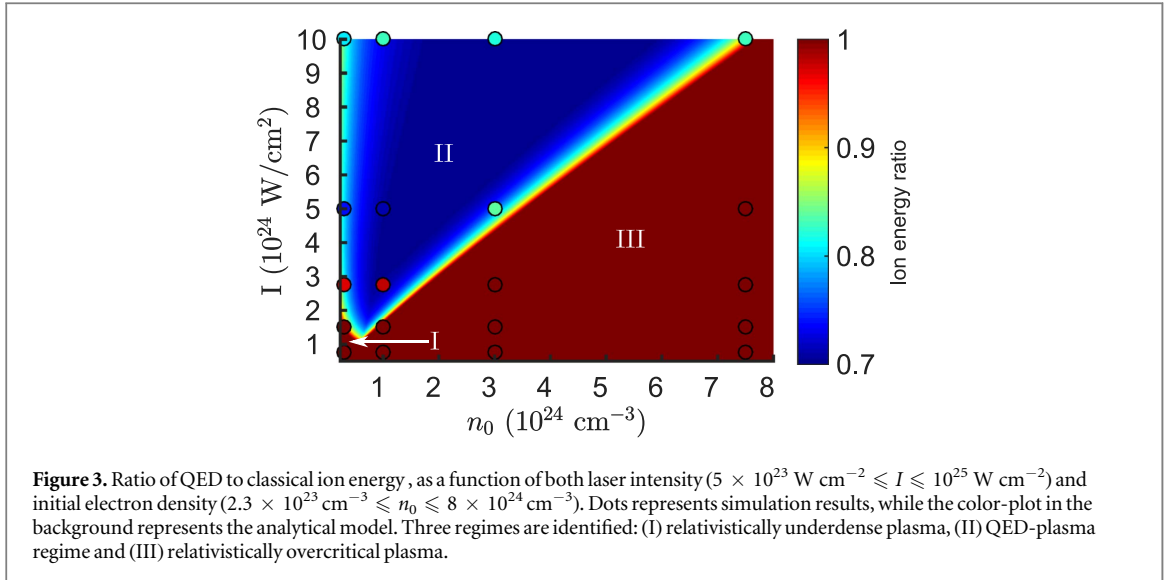 10
9
8
7
6
5
4
3
2
1
I (10^24 W/cm^2)
II
III
I
1 2 3 4 5 6 7 8
n_0 (10^24 cm^−3)
1
0.9
0.8
0.7
Ion energy ratio
Figure 3. Ratio of QED to classical ion energy , as a function of both laser intensity (5 × 10^23 W cm^−2 ⩽ I ⩽ 10^25 W cm^−2) and
initial electron density (2.3 × 10^23 cm^−3 ⩽ n_0 ⩽ 8 × 10^24 cm^−3). Dots represents simulation results, while the color-plot in the
background represents the analytical model. Three regimes are identified: (I) relativistically underdense plasma, (II) QED-plasma
regime and (III) relativistically overcritical plasma.